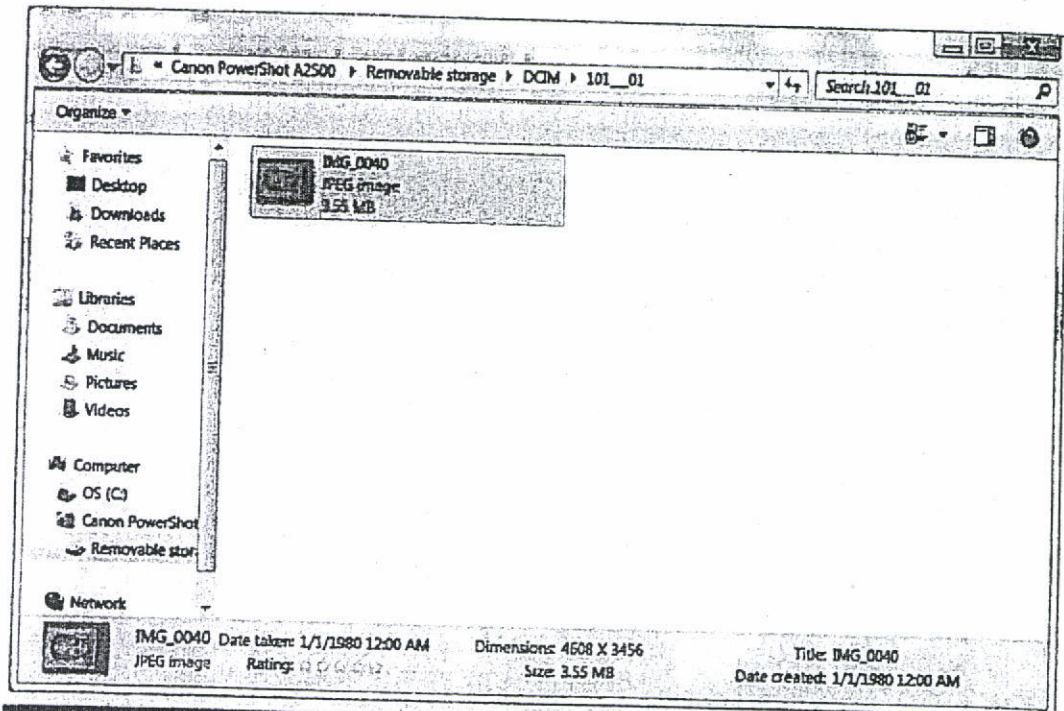 « Canon PowerShot A2500 ▸ Removable storage ▸ DCIM ▸ 101__01
Search 101__01
Organize
Favorites
Desktop
Downloads
Recent Places
Libraries
Documents
Music
Pictures
Videos
Computer
OS (C:)
Canon PowerShot
Removable stor
Network
IMG_0040
JPEG image
3.55 MB
IMG_0040 Date taken: 1/1/1980 12:00 AM Dimensions: 4608 X 3456 Title: IMG_0040
JPEG image Rating: Size: 3.55 MB Date created: 1/1/1980 12:00 AM